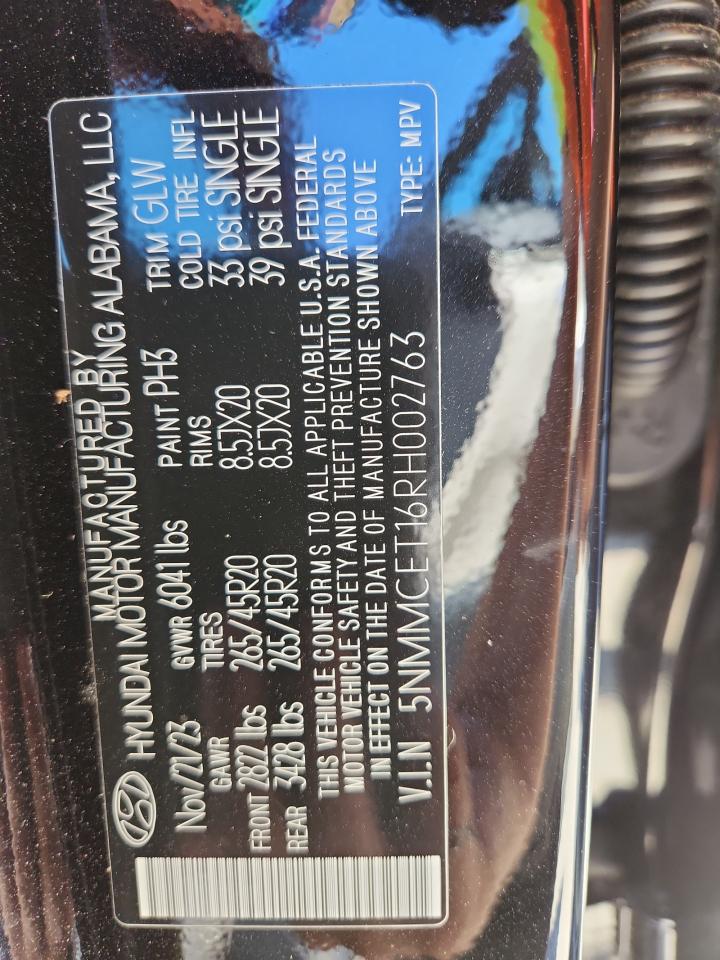 MANUFACTURED BY
HYUNDAI MOTOR MANUFACTURING ALABAMA, LLC
Nov/21/23 GVWR 6041 lbs PAINT PH3 TRIM GLW
GAWR TIRES RIMS COLD TIRE INFL
FRONT 2822 lbs 265/45R20 8.5JX20 33 psi SINGLE
REAR 3428 lbs 265/45R20 8.5JX20 39 psi SINGLE
THIS VEHICLE CONFORMS TO ALL APPLICABLE U.S.A. FEDERAL
MOTOR VEHICLE SAFETY AND THEFT PREVENTION STANDARDS
IN EFFECT ON THE DATE OF MANUFACTURE SHOWN ABOVE
V.I.N 5NMMCET16RH002763 TYPE: MPV